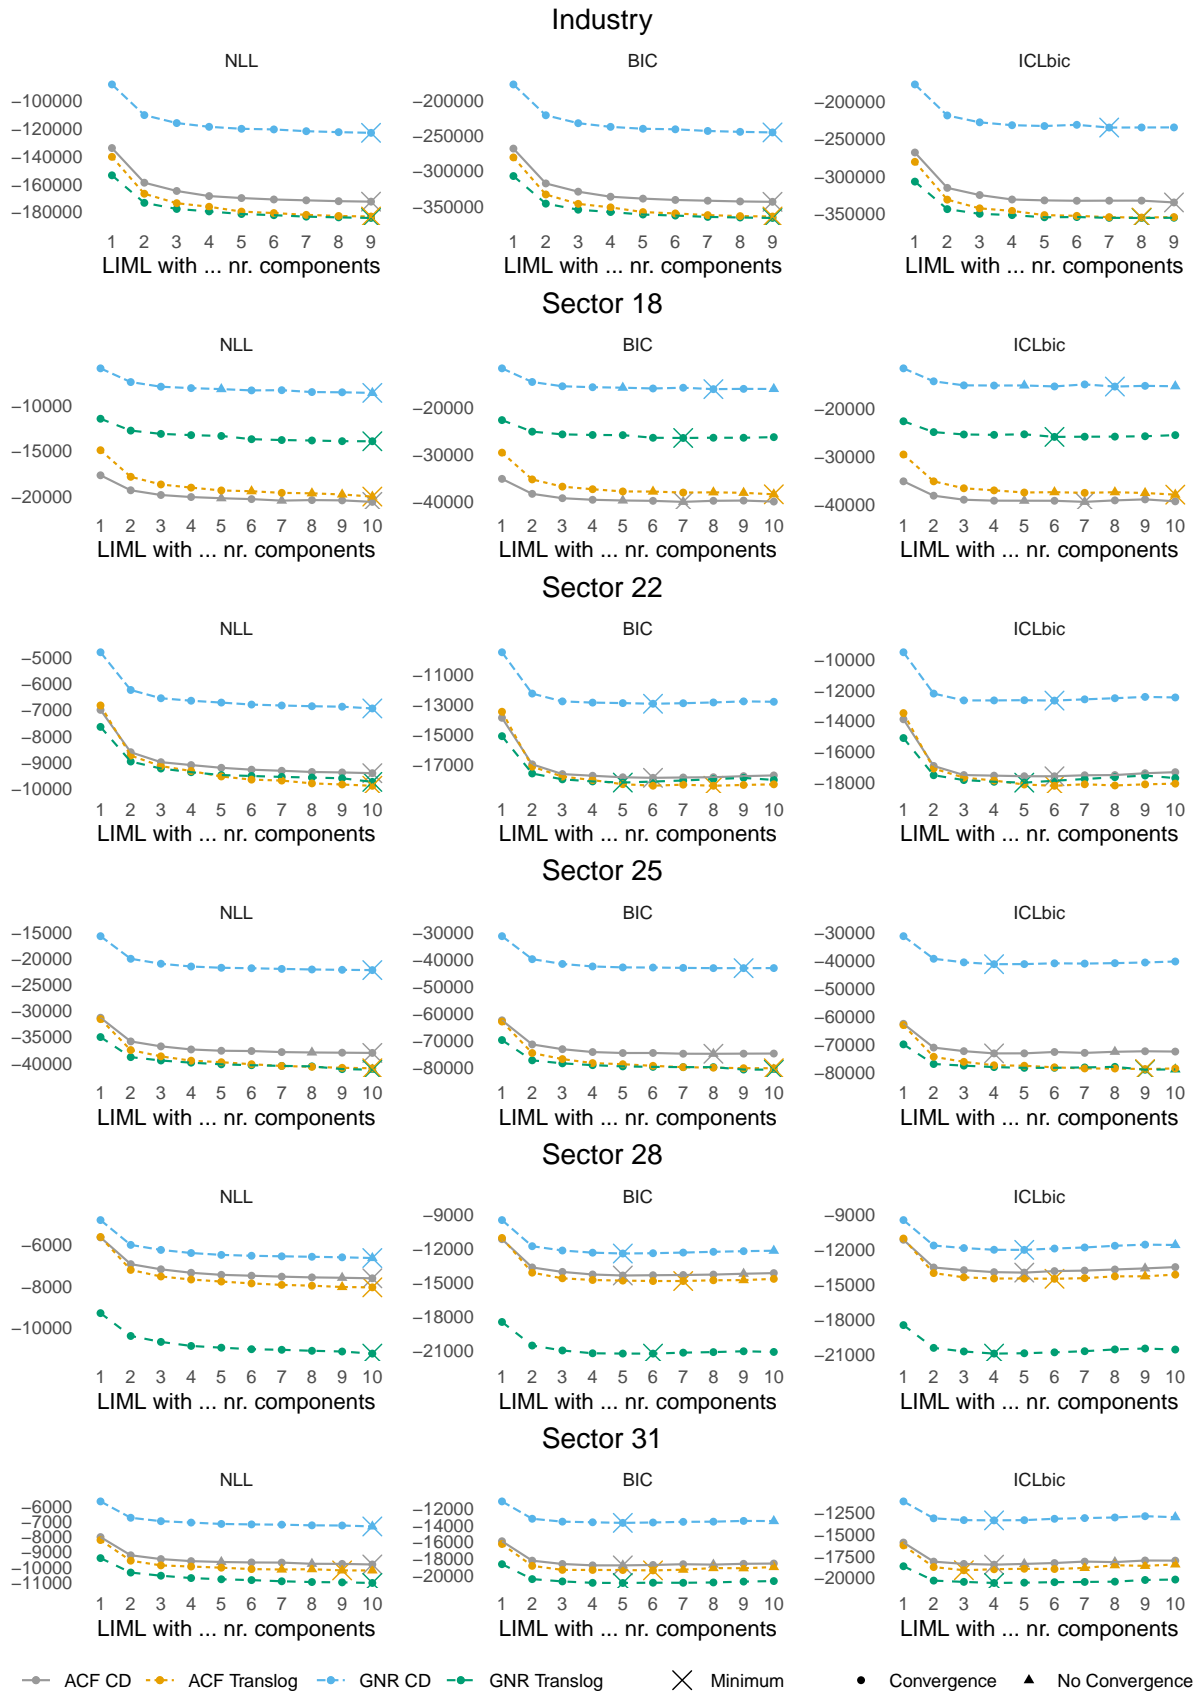 Industry
NLL
BIC
ICLbic
−100000
−120000
−140000
−160000
−180000
−200000
−250000
−300000
−350000
−200000
−250000
−300000
−350000
1 2 3 4 5 6 7 8 9
1 2 3 4 5 6 7 8 9
1 2 3 4 5 6 7 8 9
LIML with ... nr. components
LIML with ... nr. components
LIML with ... nr. components
Sector 18
NLL
BIC
ICLbic
−10000
−15000
−20000
−20000
−30000
−40000
−20000
−30000
−40000
1 2 3 4 5 6 7 8 9 10
1 2 3 4 5 6 7 8 9 10
1 2 3 4 5 6 7 8 9 10
LIML with ... nr. components
LIML with ... nr. components
LIML with ... nr. components
Sector 22
NLL
BIC
ICLbic
−5000
−6000
−7000
−8000
−9000
−10000
−11000
−13000
−15000
−17000
−10000
−12000
−14000
−16000
−18000
1 2 3 4 5 6 7 8 9 10
1 2 3 4 5 6 7 8 9 10
1 2 3 4 5 6 7 8 9 10
LIML with ... nr. components
LIML with ... nr. components
LIML with ... nr. components
Sector 25
NLL
BIC
ICLbic
−15000
−20000
−25000
−30000
−35000
−40000
−30000
−40000
−50000
−60000
−70000
−80000
−30000
−40000
−50000
−60000
−70000
−80000
1 2 3 4 5 6 7 8 9 10
1 2 3 4 5 6 7 8 9 10
1 2 3 4 5 6 7 8 9 10
LIML with ... nr. components
LIML with ... nr. components
LIML with ... nr. components
Sector 28
NLL
BIC
ICLbic
−6000
−8000
−10000
−9000
−12000
−15000
−18000
−21000
−9000
−12000
−15000
−18000
−21000
1 2 3 4 5 6 7 8 9 10
1 2 3 4 5 6 7 8 9 10
1 2 3 4 5 6 7 8 9 10
LIML with ... nr. components
LIML with ... nr. components
LIML with ... nr. components
Sector 31
NLL
BIC
ICLbic
−6000
−7000
−8000
−9000
−10000
−11000
−12000
−14000
−16000
−18000
−20000
−12500
−15000
−17500
−20000
1 2 3 4 5 6 7 8 9 10
1 2 3 4 5 6 7 8 9 10
1 2 3 4 5 6 7 8 9 10
LIML with ... nr. components
LIML with ... nr. components
LIML with ... nr. components
ACF CD ACF Translog GNR CD GNR Translog Minimum Convergence No Convergence